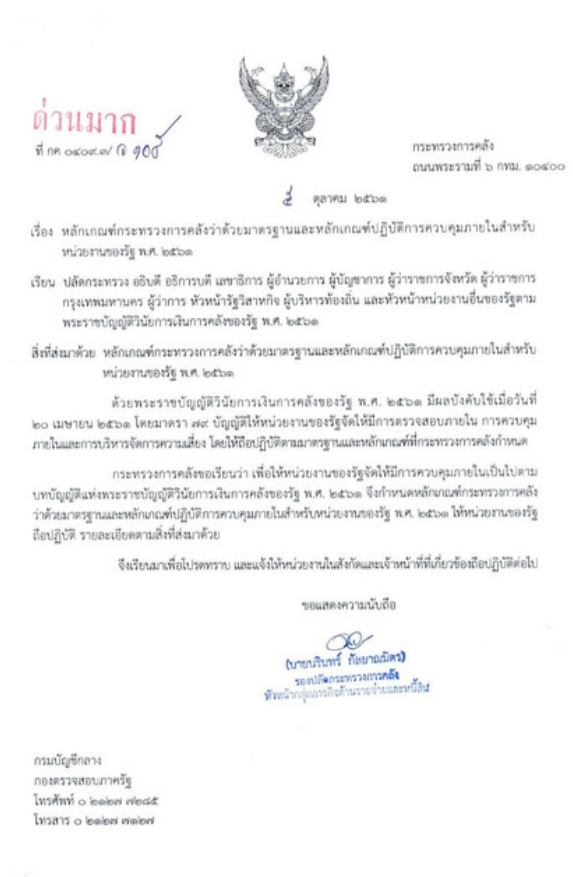 ด่วนมาก
ที่ กค ๐๔๐๙.๓/ว ๑๐๕
กระทรวงการคลัง
ถนนพระรามที่ ๖ กทม. ๑๐๔๐๐
๕ ตุลาคม ๒๕๖๑
เรื่อง หลักเกณฑ์กระทรวงการคลังว่าด้วยมาตรฐานและหลักเกณฑ์ปฏิบัติการควบคุมภายในสำหรับ
หน่วยงานของรัฐ พ.ศ. ๒๕๖๑
เรียน ปลัดกระทรวง อธิบดี อธิการบดี เลขาธิการ ผู้อำนวยการ ผู้บัญชาการ ผู้ว่าราชการจังหวัด ผู้ว่าราชการ
กรุงเทพมหานคร ผู้ว่าการ หัวหน้ารัฐวิสาหกิจ ผู้บริหารท้องถิ่น และหัวหน้าหน่วยงานอื่นของรัฐตาม
พระราชบัญญัติวินัยการเงินการคลังของรัฐ พ.ศ. ๒๕๖๑
สิ่งที่ส่งมาด้วย หลักเกณฑ์กระทรวงการคลังว่าด้วยมาตรฐานและหลักเกณฑ์ปฏิบัติการควบคุมภายในสำหรับ
หน่วยงานของรัฐ พ.ศ. ๒๕๖๑
ด้วยพระราชบัญญัติวินัยการเงินการคลังของรัฐ พ.ศ. ๒๕๖๑ มีผลบังคับใช้เมื่อวันที่
๒๐ เมษายน ๒๕๖๑ โดยมาตรา ๗๙ บัญญัติให้หน่วยงานของรัฐจัดให้มีการตรวจสอบภายใน การควบคุม
ภายในและการบริหารจัดการความเสี่ยง โดยให้ถือปฏิบัติตามมาตรฐานและหลักเกณฑ์ที่กระทรวงการคลังกำหนด
กระทรวงการคลังขอเรียนว่า เพื่อให้หน่วยงานของรัฐจัดให้มีการควบคุมภายในเป็นไปตาม
บทบัญญัติแห่งพระราชบัญญัติวินัยการเงินการคลังของรัฐ พ.ศ. ๒๕๖๑ จึงกำหนดหลักเกณฑ์กระทรวงการคลัง
ว่าด้วยมาตรฐานและหลักเกณฑ์ปฏิบัติการควบคุมภายในสำหรับหน่วยงานของรัฐ พ.ศ. ๒๕๖๑ ให้หน่วยงานของรัฐ
ถือปฏิบัติ รายละเอียดตามสิ่งที่ส่งมาด้วย
จึงเรียนมาเพื่อโปรดทราบ และแจ้งให้หน่วยงานในสังกัดและเจ้าหน้าที่ที่เกี่ยวข้องถือปฏิบัติต่อไป
ขอแสดงความนับถือ
(นายนรินทร์ กัลยาณมิตร)
รองปลัดกระทรวงการคลัง
หัวหน้ากลุ่มภารกิจด้านรายจ่ายและหนี้สิน
กรมบัญชีกลาง
กองตรวจสอบภาครัฐ
โทรศัพท์ ๐ ๒๑๒๗ ๗๒๘๕
โทรสาร ๐ ๒๑๒๗ ๗๑๒๗